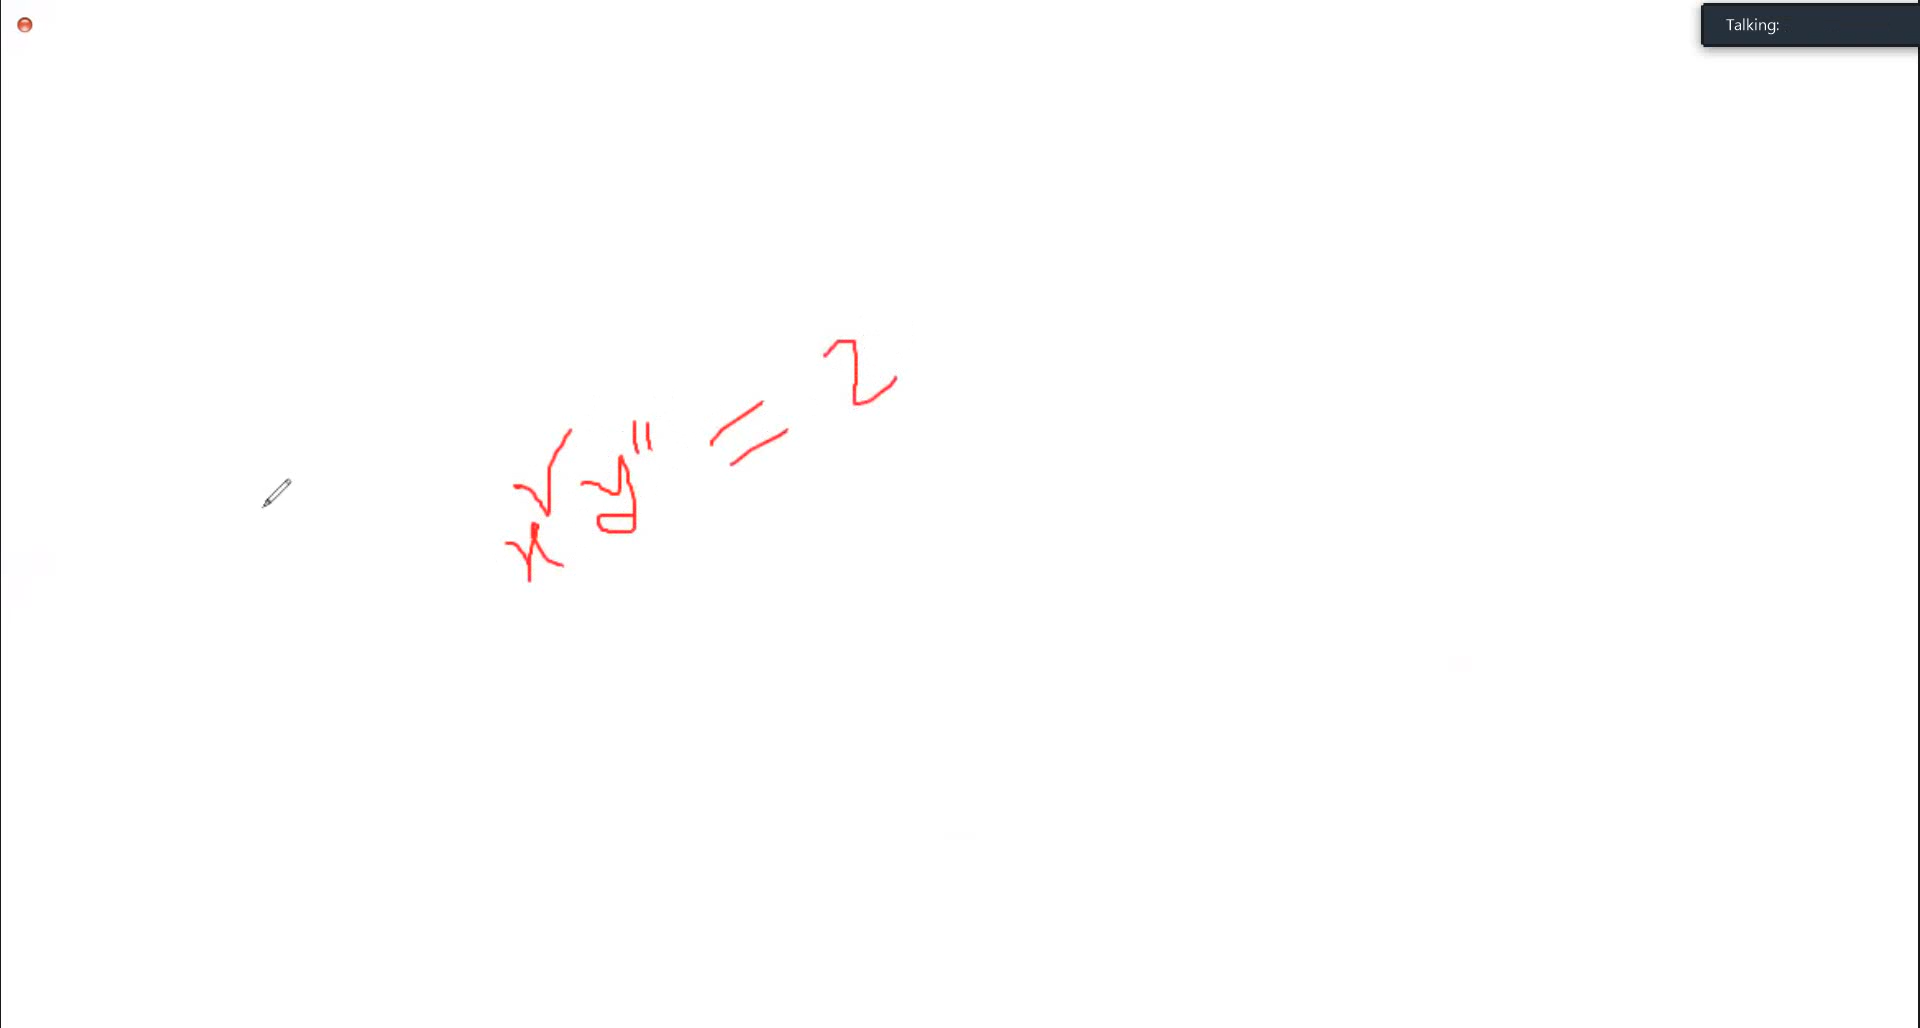 Talking:
√y" = 2
x